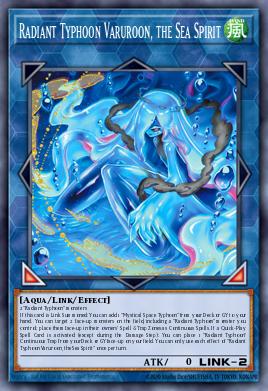 RADIANT TYPHOON VARUROON, THE SEA SPIRIT
WIND
風
[AQUA/LINK/EFFECT]
2 "Radiant Typhoon" monsters
If this card is Link Summoned: You can add 1 "Mystical Space Typhoon" from your Deck or GY to your
hand. You can target 2 face-up monsters on the field, including a "Radiant Typhoon" monster you
control; place them face-up in their owners' Spell & Trap Zones as Continuous Spells. If a Quick-Play
Spell Card is activated (except during the Damage Step): You can place 1 "Radiant Typhoon"
Continuous Trap from your Deck or GY face-up on your field. You can only use each effect of "Radiant
Typhoon Varuroon, the Sea Spirit" once per turn.
ATK/ 0 LINK-2